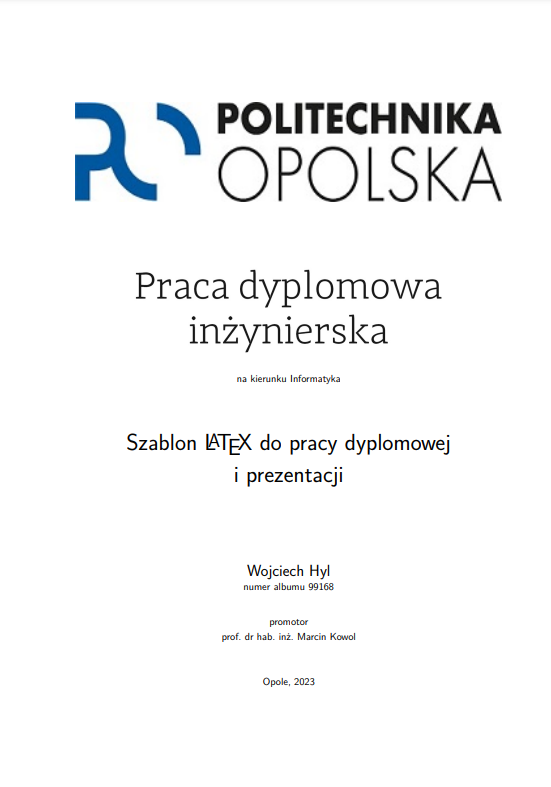 POLITECHNIKA
OPOLSKA
Praca dyplomowa
inżynierska
na kierunku Informatyka
Szablon LATEX do pracy dyplomowej
i prezentacji
Wojciech Hyl
numer albumu 99168
promotor
prof. dr hab. inż. Marcin Kowol
Opole, 2023